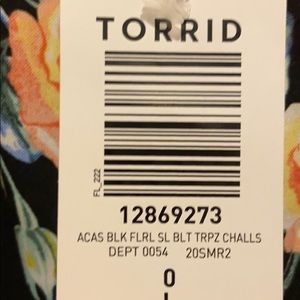 TORRID
FL_222
12869273
ACAS BLK FLRL SL BLT TRPZ CHALLS
DEPT 0054 20SMR2
0